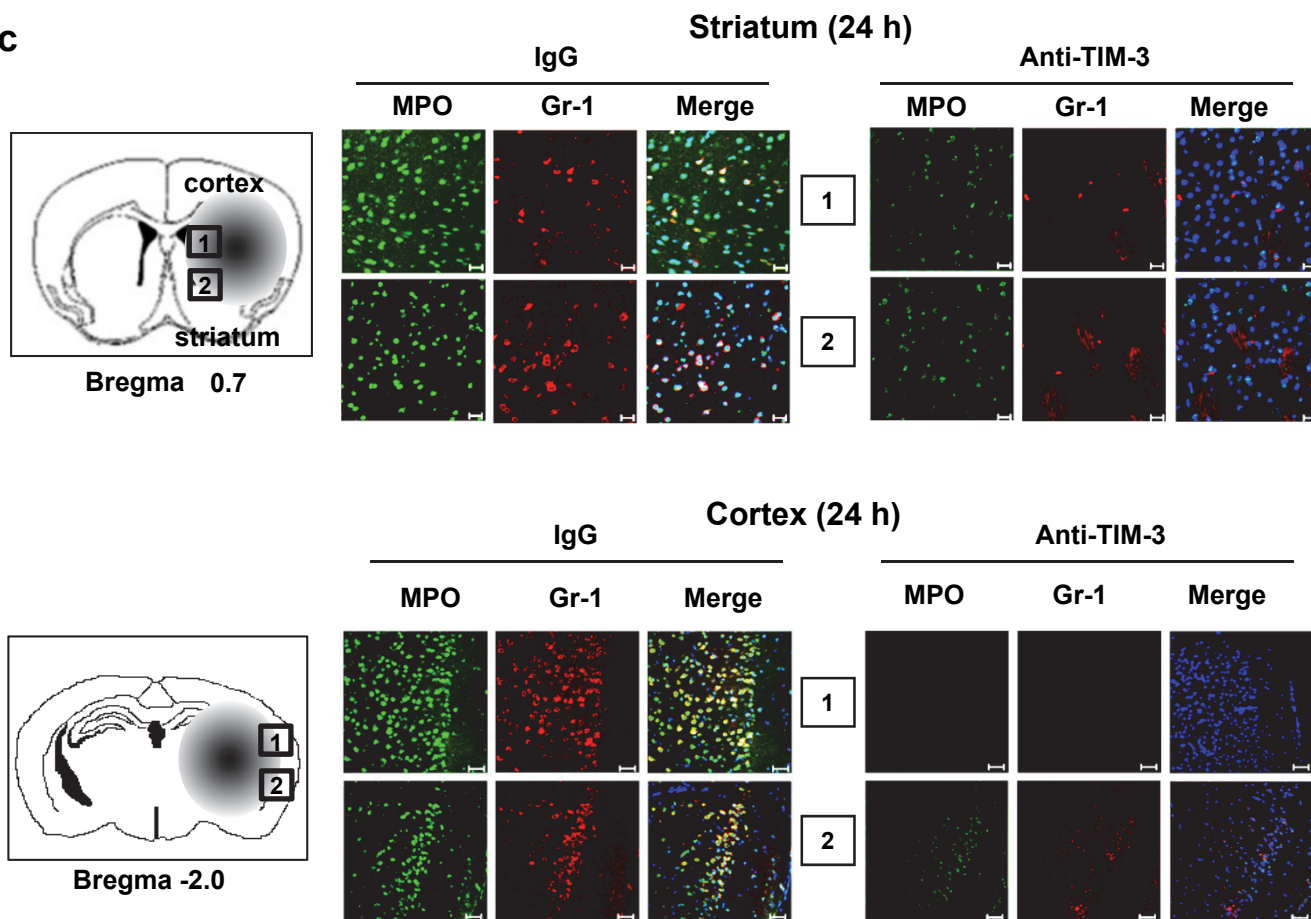 c
Striatum (24 h)
IgG
Anti-TIM-3
MPO Gr-1 Merge
MPO Gr-1 Merge
cortex
1
2
striatum
Bregma 0.7
1
2
Cortex (24 h)
IgG
Anti-TIM-3
MPO Gr-1 Merge
MPO Gr-1 Merge
1
2
Bregma -2.0
1
2